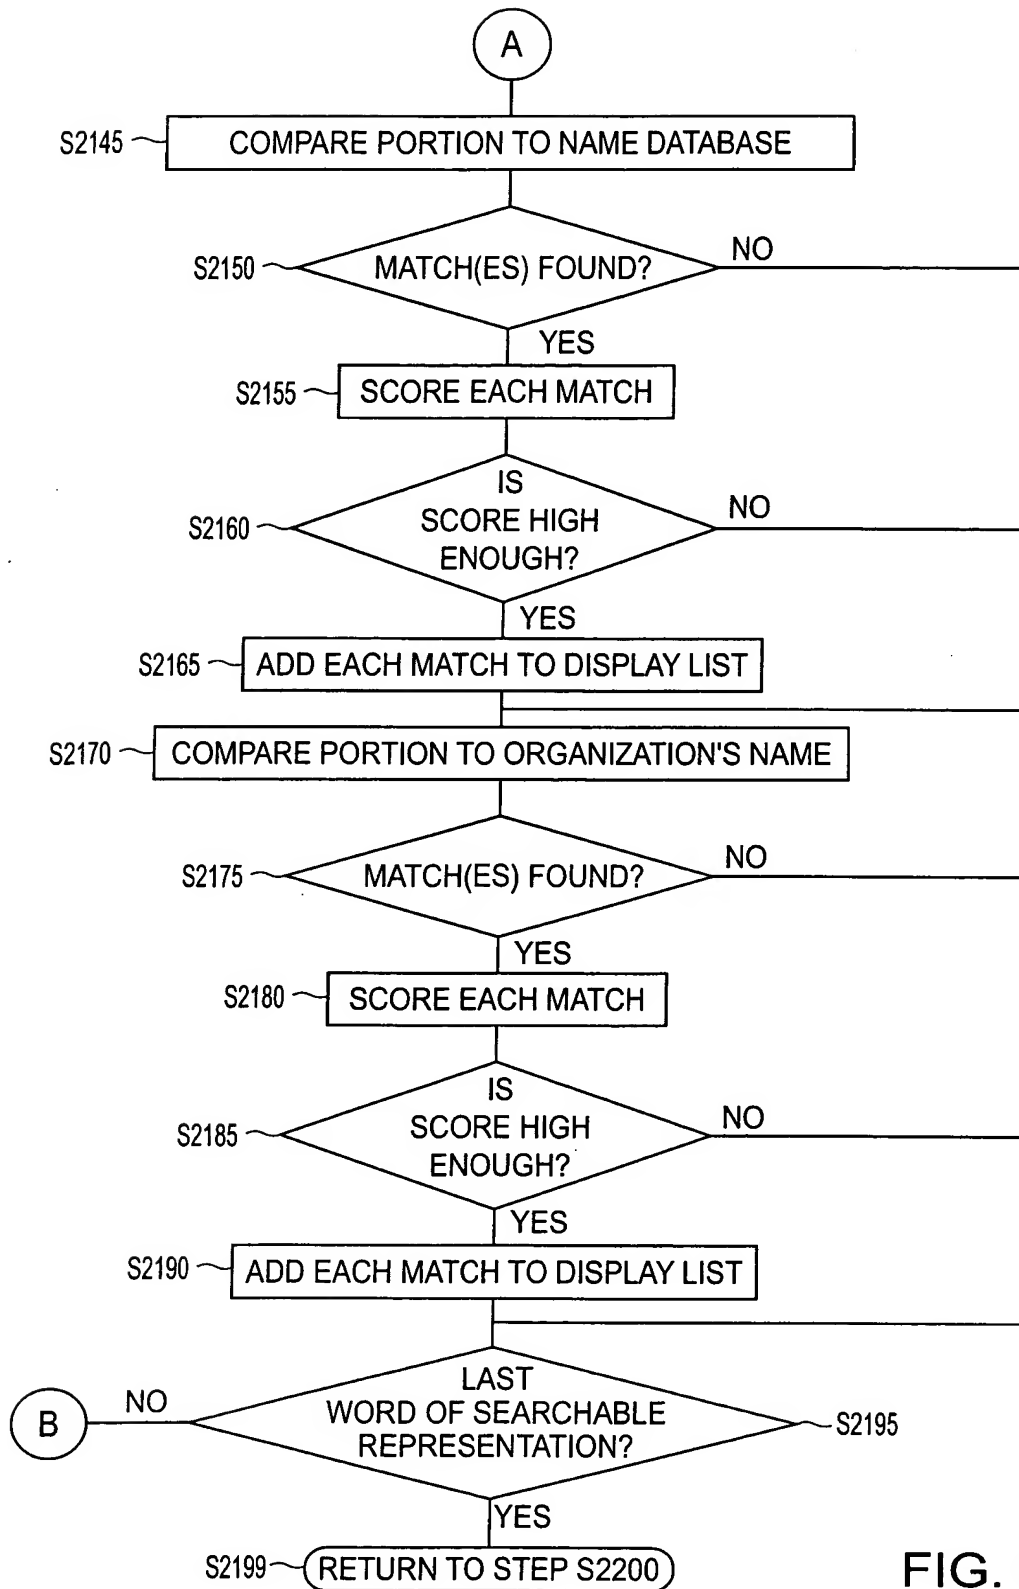 A
S2145
COMPARE PORTION TO NAME DATABASE
S2150
MATCH(ES) FOUND?
NO
YES
S2155
SCORE EACH MATCH
IS
S2160
SCORE HIGH
NO
ENOUGH?
YES
S2165
ADD EACH MATCH TO DISPLAY LIST
S2170
COMPARE PORTION TO ORGANIZATION'S NAME
S2175
MATCH(ES) FOUND?
NO
YES
S2180
SCORE EACH MATCH
IS
S2185
SCORE HIGH
NO
ENOUGH?
YES
S2190
ADD EACH MATCH TO DISPLAY LIST
B
NO
LAST
WORD OF SEARCHABLE
REPRESENTATION?
S2195
YES
S2199
RETURN TO STEP S2200
FIG.